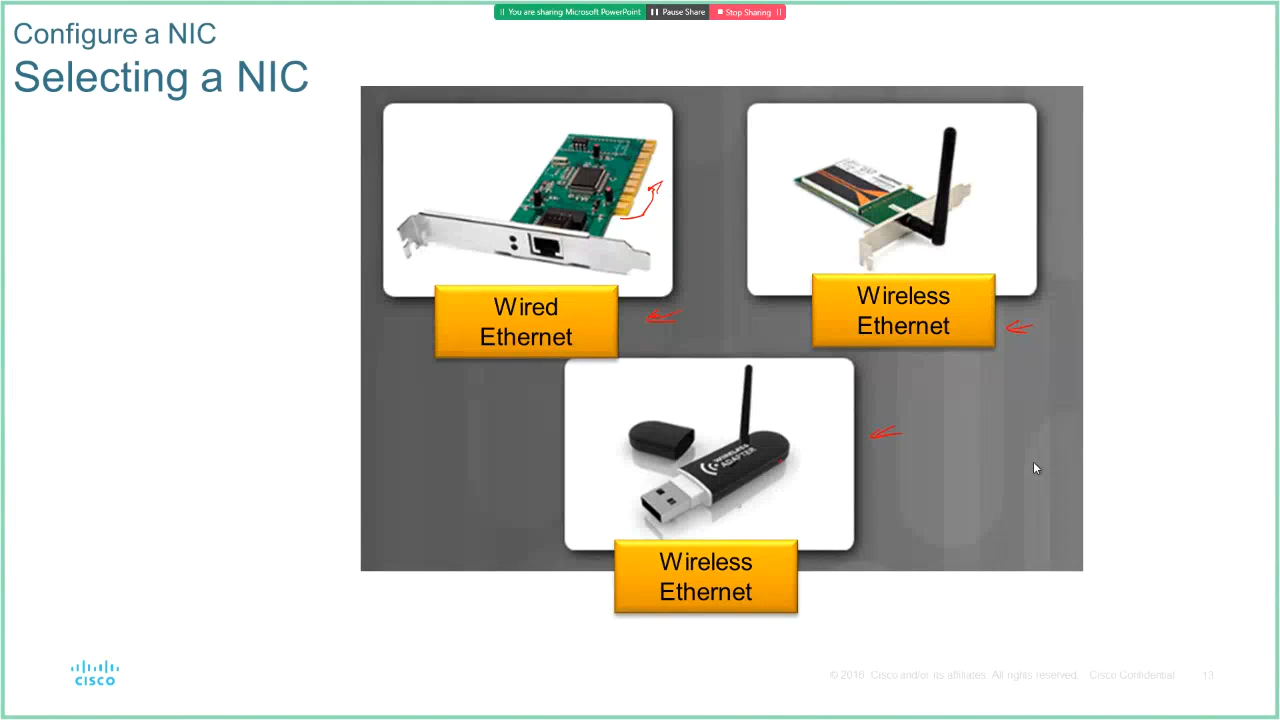 You are sharing Microsoft PowerPoint Pause Share Stop Sharing
Configure a NIC
Selecting a NIC
Wired
Ethernet
Wireless
Ethernet
WIRELESS
ADAPTER
Wireless
Ethernet
CISCO
© 2016 Cisco and/or its affiliates. All rights reserved. Cisco Confidential 13